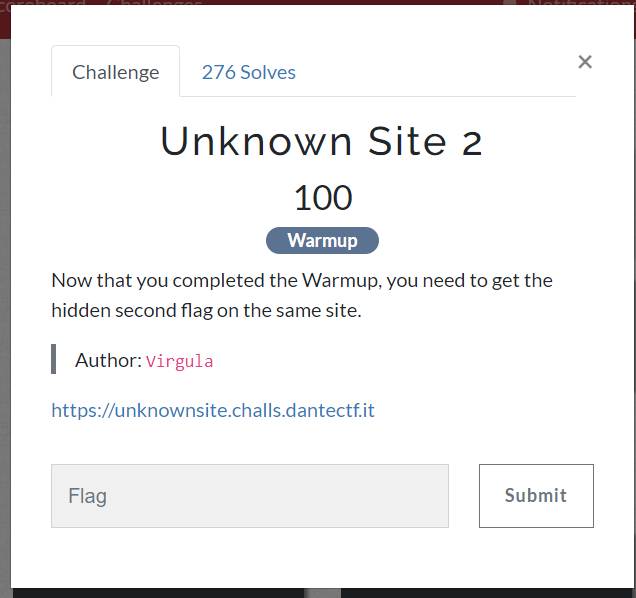 Challenges
Notification
Challenge
276 Solves
×
Unknown Site 2
100
Warmup
Now that you completed the Warmup, you need to get the
hidden second flag on the same site.
Author: Virgula
https://unknownsite.challs.dantectf.it
Flag
Submit